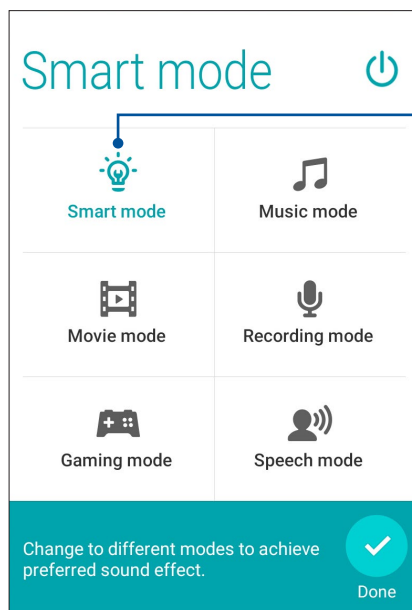 Smart mode
Smart mode
Music mode
Movie mode
Recording mode
Gaming mode
Speech mode
Change to different modes to achieve
preferred sound effect.
Done